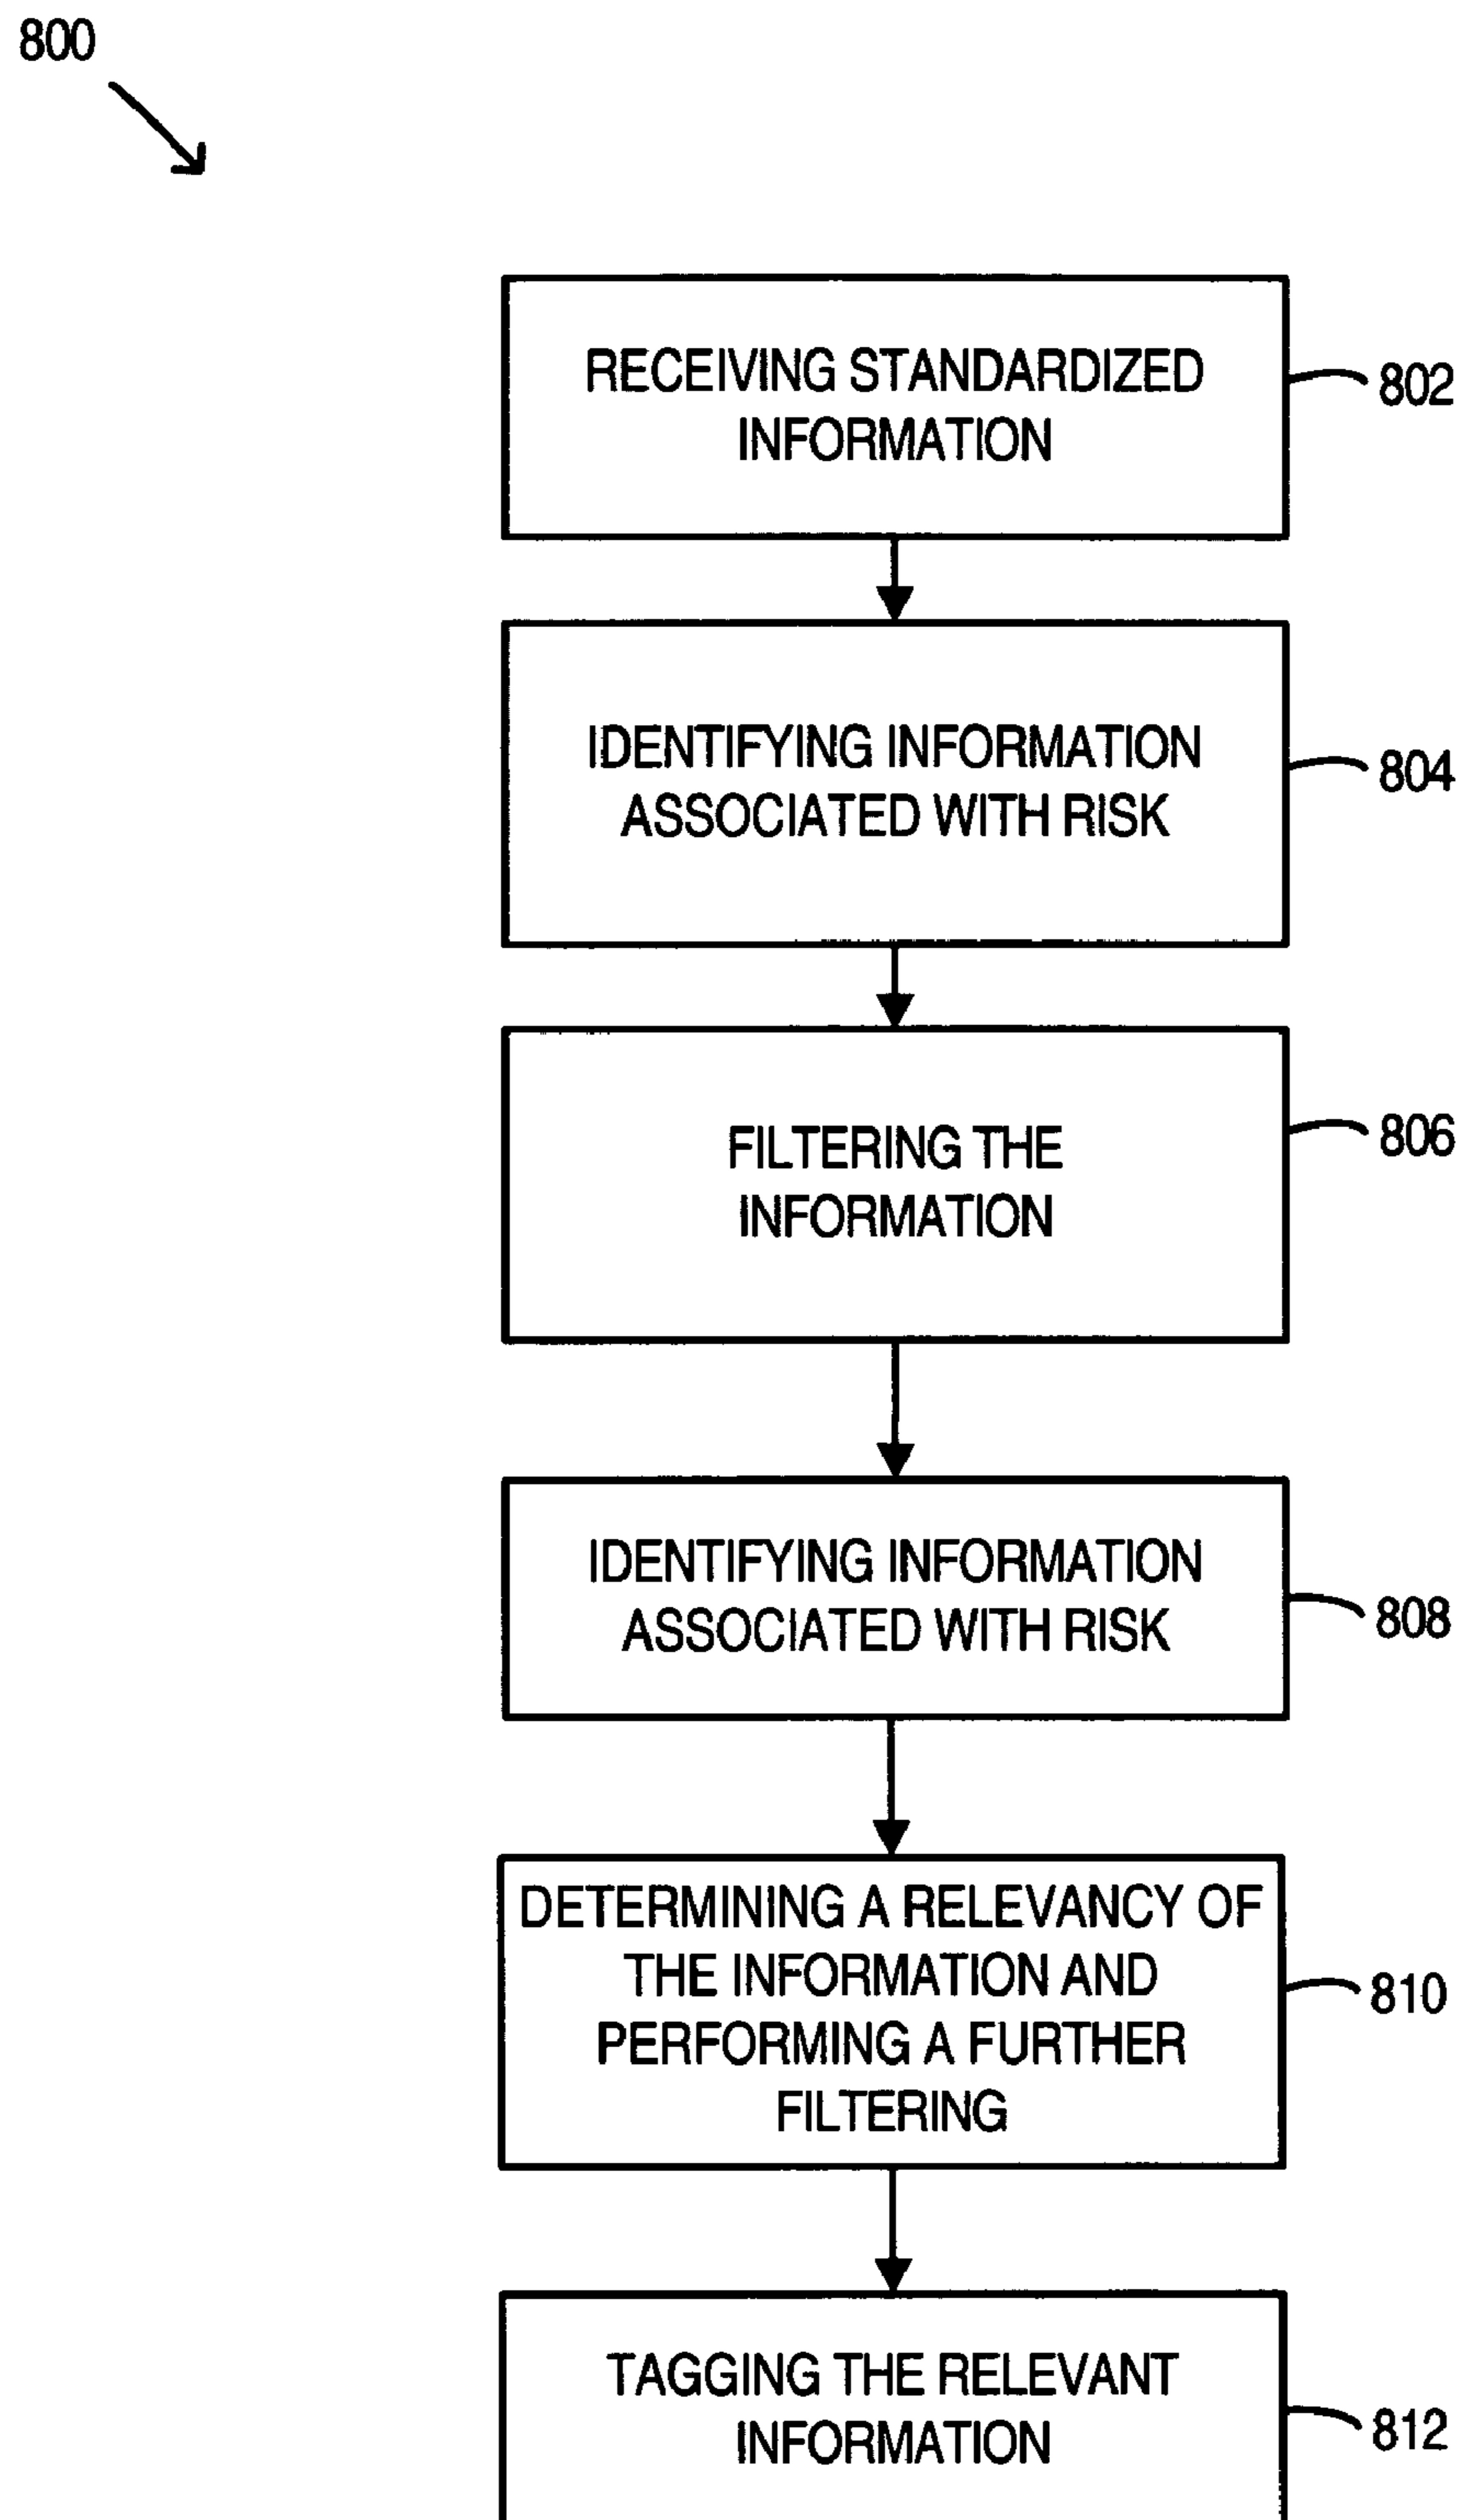 800
RECEIVING STANDARDIZED
INFORMATION
802
IDENTIFYING INFORMATION
ASSOCIATED WITH RISK
804
FILTERING THE
INFORMATION
806
IDENTIFYING INFORMATION
ASSOCIATED WITH RISK
808
DETERMINING A RELEVANCY OF
THE INFORMATION AND
PERFORMING A FURTHER
FILTERING
810
TAGGING THE RELEVANT
INFORMATION
812